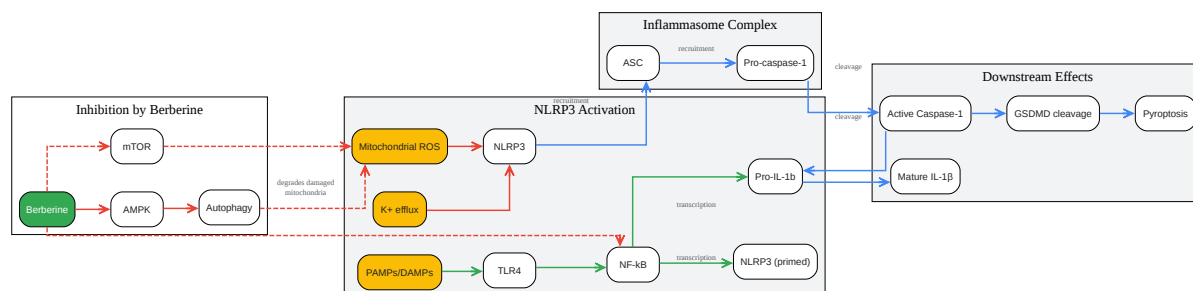 Inhibition by Berberine
mTOR
Berberine
AMPK
Autophagy
degrades damaged
mitochondria
NLRP3 Activation
recruitment
Mitochondrial ROS
NLRP3
K+ efflux
Pro-IL-1b
transcription
PAMPs/DAMPs
TLR4
NF-kB
transcription
NLRP3 (primed)
Inflammasome Complex
ASC
recruitment
Pro-caspase-1
cleavage
cleavage
Downstream Effects
Active Caspase-1
GSDMD cleavage
Pyroptosis
Mature IL-1β